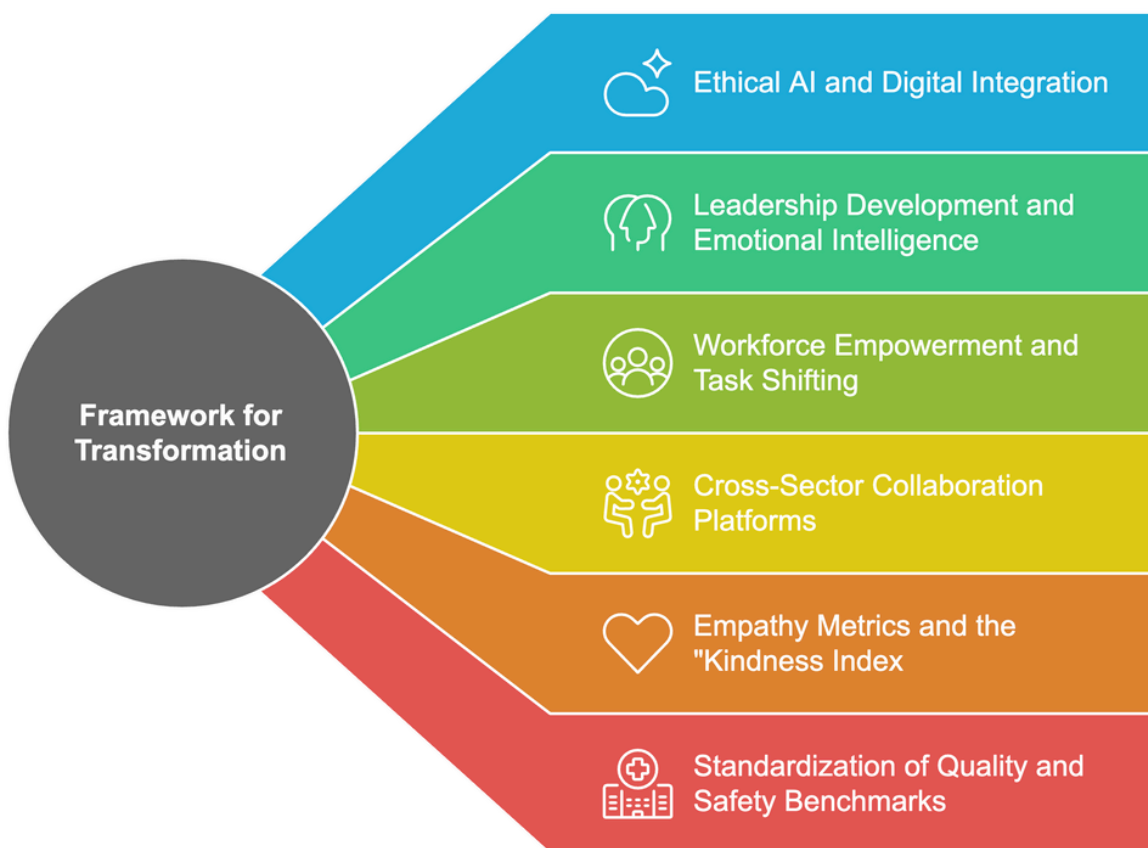 Framework for
Transformation
Ethical AI and Digital Integration
Leadership Development and
Emotional Intelligence
Workforce Empowerment and
Task Shifting
Cross-Sector Collaboration
Platforms
Empathy Metrics and the
"Kindness Index
Standardization of Quality and
Safety Benchmarks